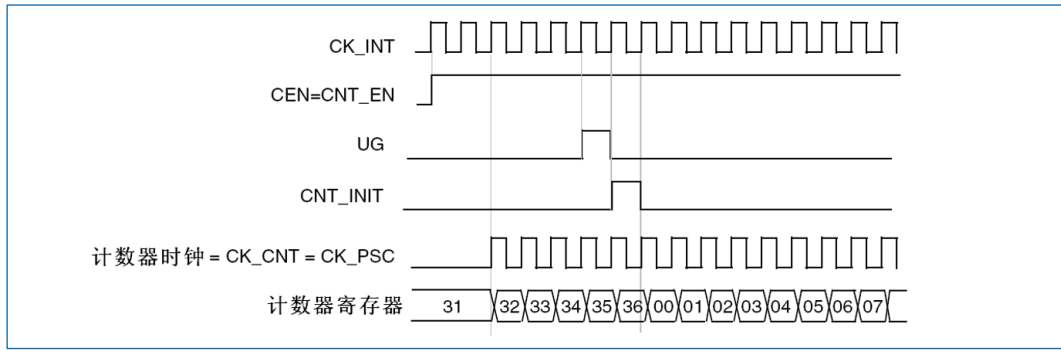 CK_INT
CEN=CNT_EN
UG
CNT_INIT
计数器时钟 = CK_CNT = CK_PSC
计数器寄存器 31 32 33 34 35 36 00 01 02 03 04 05 06 07